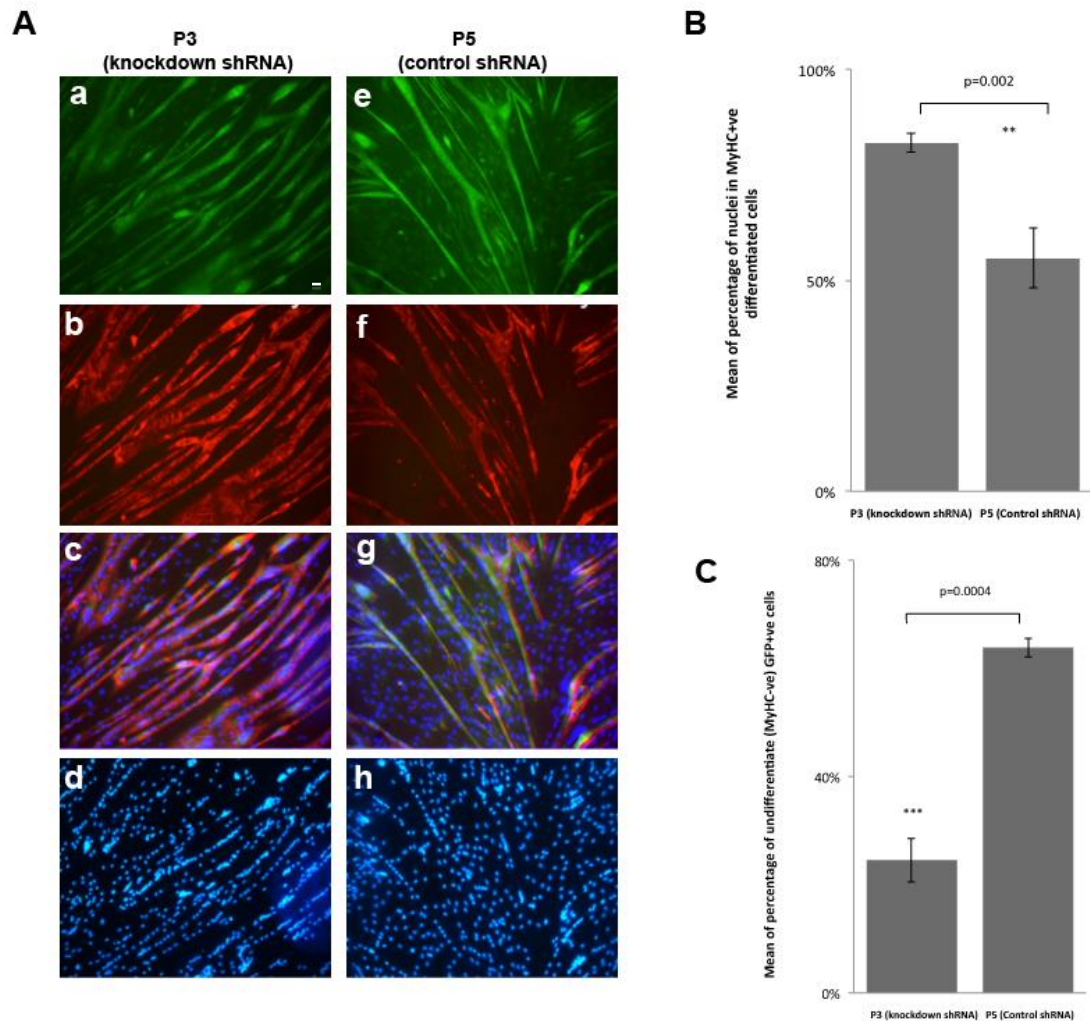 A
P3
(knockdown shRNA)
P5
(control shRNA)
a
e
b
f
c
g
d
h
B
100%
50%
0%
Mean of percentage of nuclei in MyHC+ve
differentiated cells
p=0.002
**
P3 (knockdown shRNA)
P5 (Control shRNA)
C
80%
40%
0%
Mean of percentage of undifferentiate (MyHC-ve) GFP+ve cells
p=0.0004
***
P3 (knockdown shRNA)
P5 (Control shRNA)